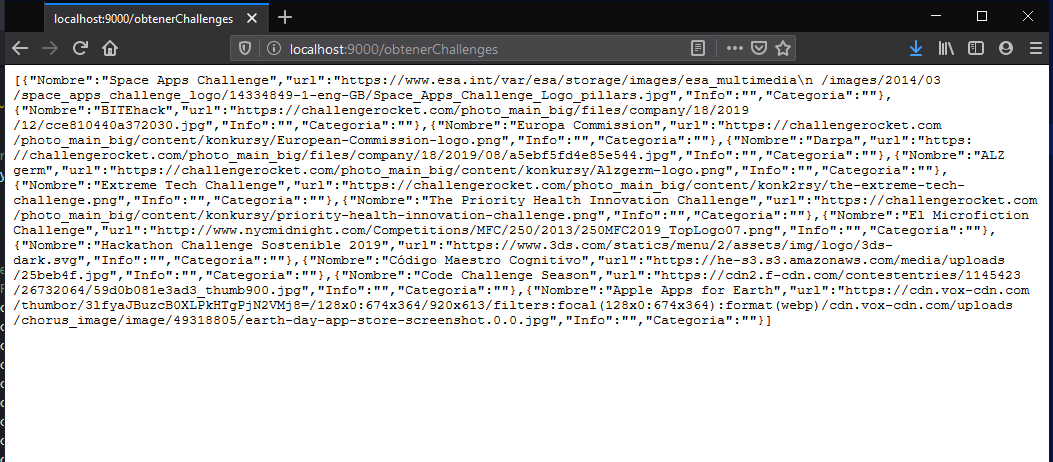 localhost:9000/obtenerChallenges
localhost:9000/obtenerChallenges
[{"Nombre":"Space Apps Challenge","url":"https://www.esa.int/var/esa/storage/images/esa_multimedia\n /images/2014/03
/space_apps_challenge_logo/14334849-1-eng-GB/Space_Apps_Challenge_Logo_pillars.jpg","Info":"","Categoria":""},
{"Nombre":"BITEhack","url":"https://challengerocket.com/photo_main_big/files/company/18/2019
/12/cce810440a372030.jpg","Info":"","Categoria":""},{"Nombre":"Europa Commission","url":"https://challengerocket.com
/photo_main_big/content/konkursy/European-Commission-logo.png","Info":"","Categoria":""},{"Nombre":"Darpa","url":"https:
//challengerocket.com/photo_main_big/files/company/18/2019/08/a5ebf5fd4e85e544.jpg","Info":"","Categoria":""},{"Nombre":"ALZ
germ","url":"https://challengerocket.com/photo_main_big/content/konkursy/Alzgerm-logo.png","Info":"","Categoria":""},
{"Nombre":"Extreme Tech Challenge","url":"https://challengerocket.com/photo_main_big/content/konk2rsy/the-extreme-tech-
challenge.png","Info":"","Categoria":""},{"Nombre":"The Priority Health Innovation Challenge","url":"https://challengerocket.com
/photo_main_big/content/konkursy/priority-health-innovation-challenge.png","Info":"","Categoria":""},{"Nombre":"El Microfiction
Challenge","url":"http://www.nycmidnight.com/Competitions/MFC/250/2013/250MFC2019_TopLogo07.png","Info":"","Categoria":""},
{"Nombre":"Hackathon Challenge Sostenible 2019","url":"https://www.3ds.com/statics/menu/2/assets/img/logo/3ds-
dark.svg","Info":"","Categoria":""},{"Nombre":"Código Maestro Cognitivo","url":"https://he-s3.s3.amazonaws.com/media/uploads
/25beb4f.jpg","Info":"","Categoria":""},{"Nombre":"Code Challenge Season","url":"https://cdn2.f-cdn.com/contestentries/1145423
/26732064/59d0b081e3ad3_thumb900.jpg","Info":"","Categoria":""},{"Nombre":"Apple Apps for Earth","url":"https://cdn.vox-cdn.com
/thumbor/3lfyaJBuzcB0XLPkHTgPjN2VMj8=/128x0:674x364/920x613/filters:focal(128x0:674x364):format(webp)/cdn.vox-cdn.com/uploads
/chorus_image/image/49318805/earth-day-app-store-screenshot.0.0.jpg","Info":"","Categoria":""}]